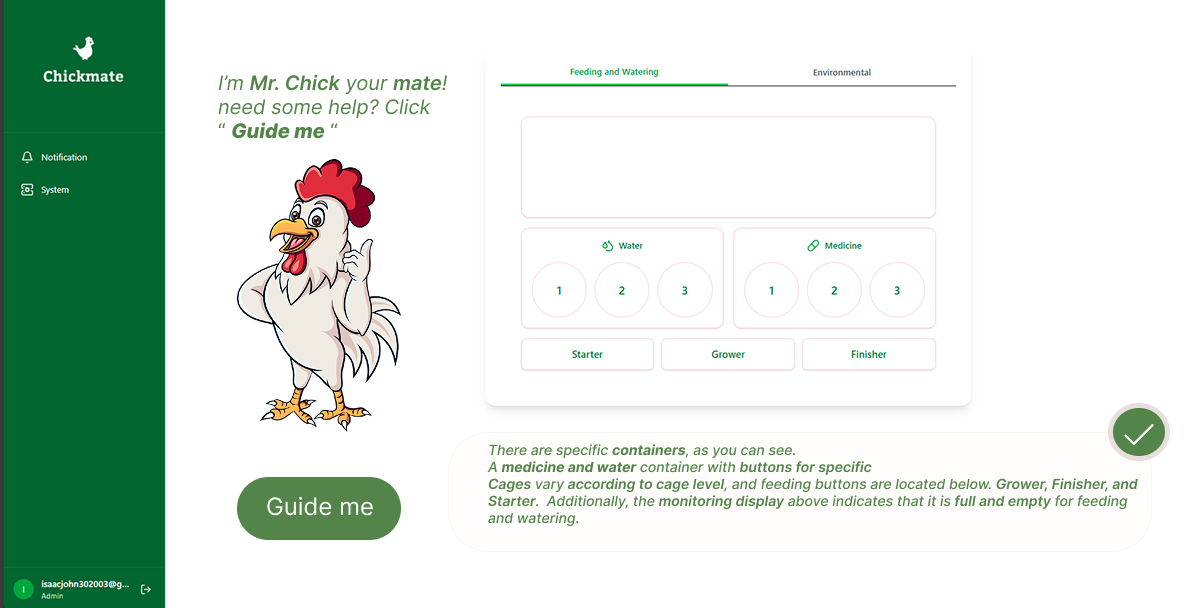 Chickmate
Notification
System
isaacjohn302003@g...
I
Admin
I'm Mr. Chick your mate!
need some help? Click
“ Guide me “
Guide me
Feeding and Watering
Environmental
Water
Medicine
1
2
3
1
2
3
Starter
Grower
Finisher
There are specific containers, as you can see.
A medicine and water container with buttons for specific
Cages vary according to cage level, and feeding buttons are located below. Grower, Finisher, and
Starter. Additionally, the monitoring display above indicates that it is full and empty for feeding
and watering.